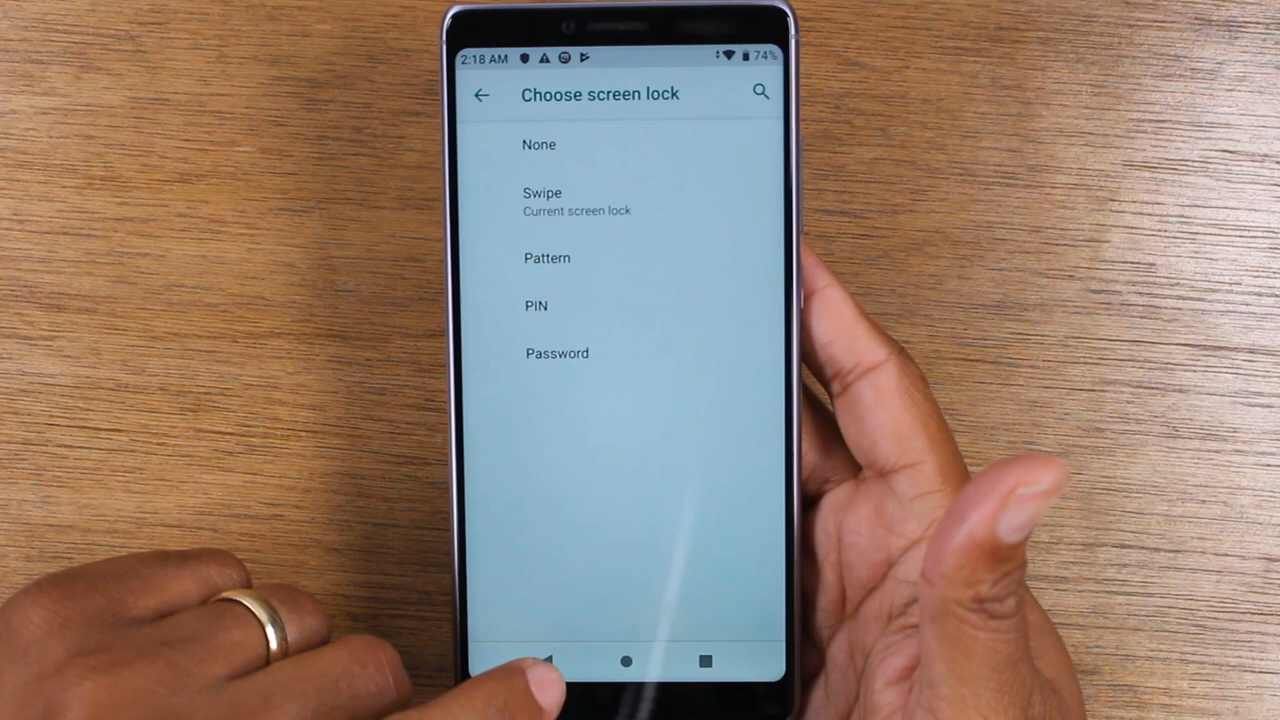 2:18 AM 74%
Choose screen lock
None
Swipe
Current screen lock
Pattern
PIN
Password